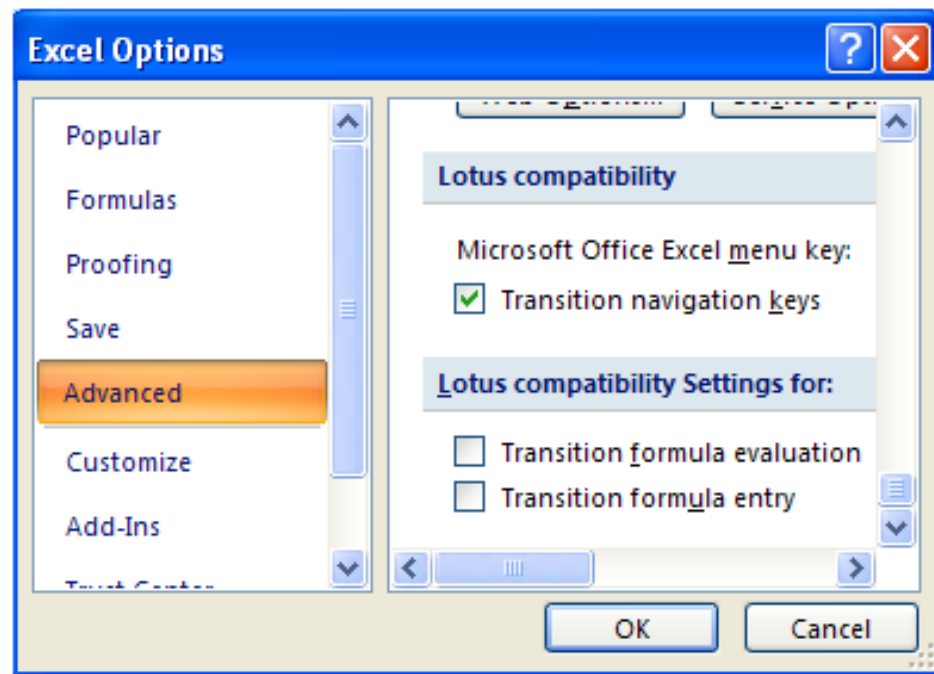 Excel Options
Popular
Formulas
Proofing
Save
Advanced
Customize
Add-Ins
Lotus compatibility
Microsoft Office Excel menu key:
Transition navigation keys
Lotus compatibility Settings for:
Transition formula evaluation
Transition formula entry
OK
Cancel